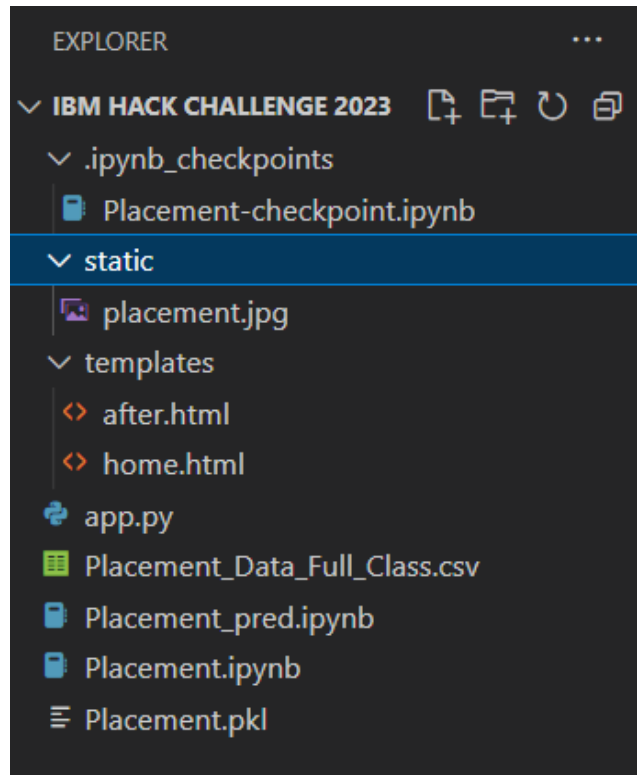 EXPLORER
IBM HACK CHALLENGE 2023
.ipynb_checkpoints
Placement-checkpoint.ipynb
static
placement.jpg
templates
after.html
home.html
app.py
Placement_Data_Full_Class.csv
Placement_pred.ipynb
Placement.ipynb
Placement.pkl